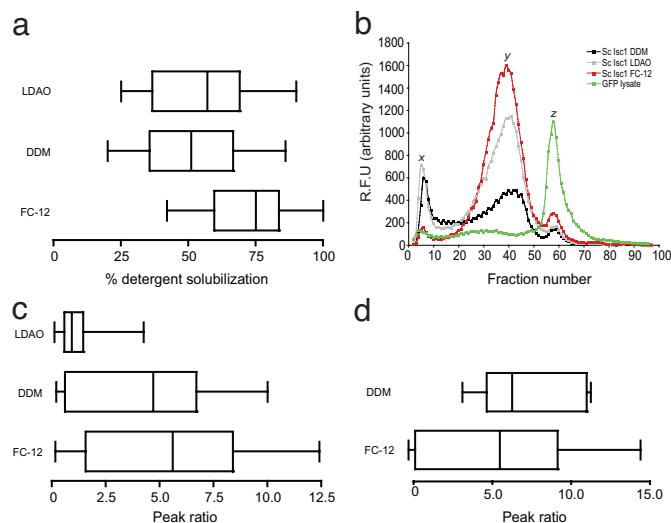 a
LDAO
DDM
FC-12
0 25 50 75 100
% detergent solubilization
b
R.F.U (arbitrary units)
1800
1600
1400
1200
1000
800
600
400
200
0
x
y
z
Sc Isc1 DDM
Sc Isc1 LDAO
Sc Isc1 FC-12
GFP lysate
0 10 20 30 40 50 60 70 80 90 100
Fraction number
c
LDAO
DDM
FC-12
0 2.5 5.0 7.5 10.0 12.5
Peak ratio
d
DDM
FC-12
0 5.0 10.0 15.0
Peak ratio